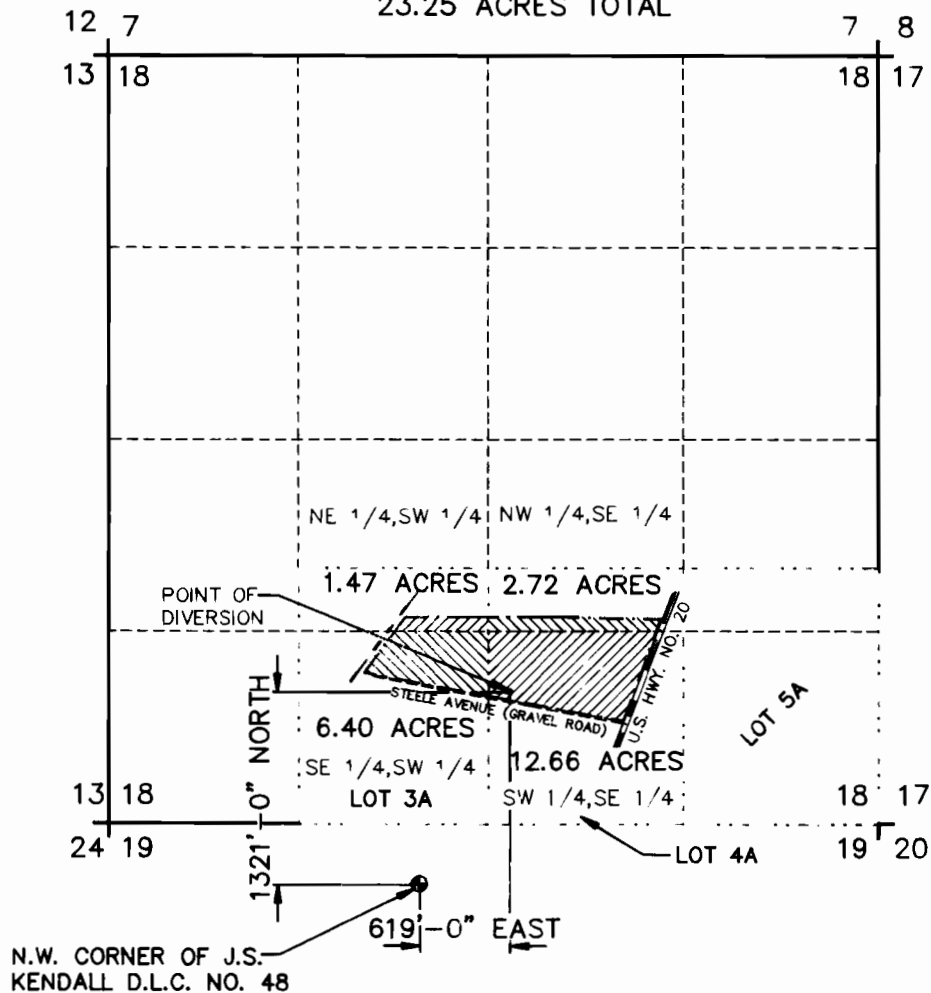 23.25 ACRES TOTAL
12 7
7 8
13 18
18 17
NE 1/4,SW 1/4
NW 1/4,SE 1/4
1.47 ACRES
2.72 ACRES
POINT OF
DIVERSION
U.S. HWY. NO. 20
STEELE AVENUE (GRAVEL ROAD)
1321'-0" NORTH
LOT 5A
6.40 ACRES
12.66 ACRES
SE 1/4,SW 1/4
SW 1/4,SE 1/4
LOT 3A
13 18
18 17
24 19
19 20
LOT 4A
619'-0" EAST
N.W. CORNER OF J.S.
KENDALL D.L.C. NO. 48